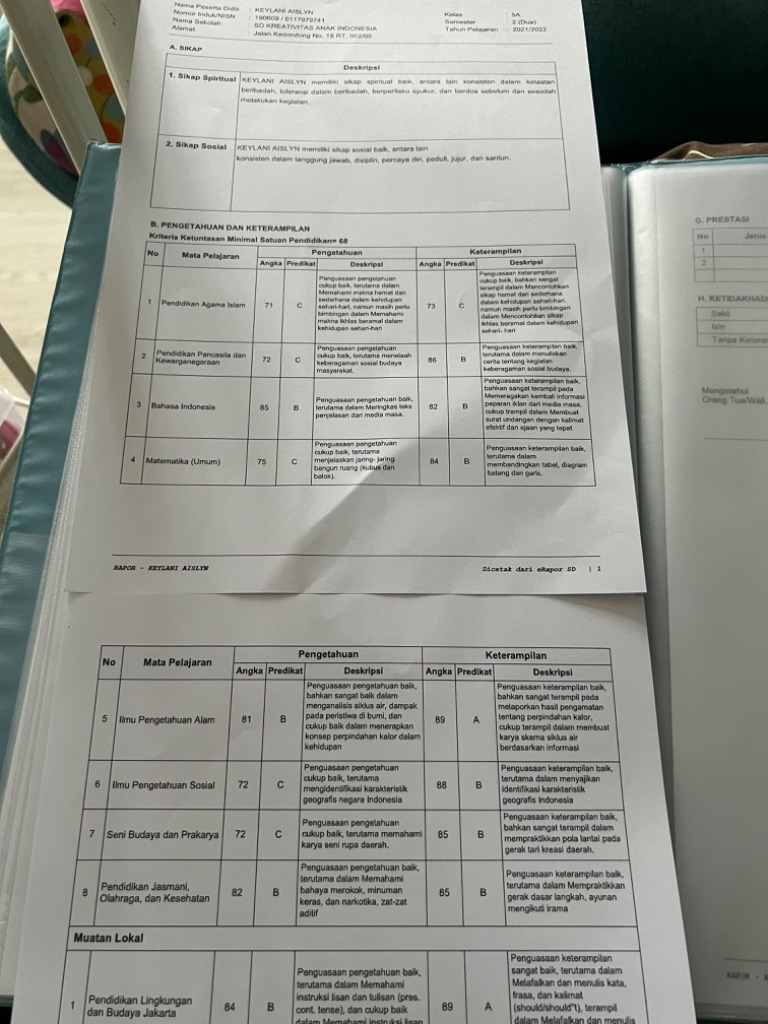 Nama Peserta Didik : KEYLANI AISLYN
Kelas : 5A
Nomor Induk/NISN : 190609 / 0117979741
Semester : 2 (Dua)
Nama Sekolah : SD KREATIVITAS ANAK INDONESIA
Tahun Pelajaran : 2021/2022
Alamat : Jalan Kedondong No. 18 RT. 002/05
A. SIKAP
Deskripsi
1. Sikap Spiritual
KEYLANI AISLYN memiliki sikap spiritual baik, antara lain konsisten dalam ketaatan
beribadah, toleransi dalam beribadah, berperilaku syukur, dan berdoa sebelum dan sesudah
melakukan kegiatan.
2. Sikap Sosial
KEYLANI AISLYN memiliki sikap sosial baik, antara lain
konsisten dalam tanggung jawab, disiplin, percaya diri, peduli, jujur, dan santun.
B. PENGETAHUAN DAN KETERAMPILAN
Kriteria Ketuntasan Minimal Satuan Pendidikan= 68
No Mata Pelajaran Pengetahuan Keterampilan
Angka Predikat Deskripsi Angka Predikat Deskripsi
1 Pendidikan Agama Islam 71 C
Penguasaan pengetahuan
cukup baik, terutama dalam
Memahami makna hemat dan
sederhana dalam kehidupan
sehari-hari, namun masih perlu
bimbingan dalam Memahami
makna ikhlas beramal dalam
kehidupan sehari-hari
73 C
Penguasaan keterampilan
cukup baik, bahkan sangat
terampil dalam Mencontohkan
sikap hemat dan sederhana
dalam kehidupan sehari-hari,
namun masih perlu bimbingan
dalam Mencontohkan sikap
ikhlas beramal dalam kehidupan
sehari- hari
2 Pendidikan Pancasila dan
Kewarganegaraan
72 C
Penguasaan pengetahuan
cukup baik, terutama menelaah
keberagaman sosial budaya
masyarakat.
86 B
Penguasaan keterampilan baik,
terutama dalam menuliskan
cerita tentang kegiatan
keberagaman sosial budaya.
3 Bahasa Indonesia 85 B
Penguasaan pengetahuan baik,
terutama dalam Meringkas teks
penjelasan dari media masa.
82 B
Penguasaan keterampilan baik,
bahkan sangat terampil pada
Memeragakan kembali informasi
paparan iklan dari media masa,
cukup trampil dalam Membuat
surat undangan dengan kalimat
efektif dan ejaan yang tepat
4 Matematika (Umum) 75 C
Penguasaan pengetahuan
cukup baik, terutama
menjelaskan jaring- jaring
bangun ruang (kubus dan
balok).
84 B
Penguasaan keterampilan baik,
terutama dalam
membandingkan tabel, diagram
batang dan garis.
RAPOR - KEYLANI AISLYN
Dicetak dari eRapor SD | 1
No Mata Pelajaran Pengetahuan Keterampilan
Angka Predikat Deskripsi Angka Predikat Deskripsi
5 Ilmu Pengetahuan Alam 81 B
Penguasaan pengetahuan baik,
bahkan sangat baik dalam
menganalisis siklus air, dampak
pada peristiwa di bumi, dan
cukup baik dalam menerapkan
konsep perpindahan kalor dalam
kehidupan
89 A
Penguasaan keterampilan baik,
bahkan sangat terampil pada
melaporkan hasil pengamatan
tentang perpindahan kalor,
cukup terampil dalam membuat
karya skema siklus air
berdasarkan informasi
6 Ilmu Pengetahuan Sosial 72 C
Penguasaan pengetahuan
cukup baik, terutama
mengidentifikasi karakteristik
geografis negara Indonesia
88 B
Penguasaan keterampilan baik,
terutama dalam menyajikan
identifikasi karakteristik
geografis Indonesia
7 Seni Budaya dan Prakarya 72 C
Penguasaan pengetahuan
cukup baik, terutama memahami
karya seni rupa daerah.
85 B
Penguasaan keterampilan baik,
bahkan sangat terampil dalam
mempraktikkan pola lantai pada
gerak tari kreasi daerah.
8 Pendidikan Jasmani,
Olahraga, dan Kesehatan
82 B
Penguasaan pengetahuan baik,
terutama dalam Memahami
bahaya merokok, minuman
keras, dan narkotika, zat-zat
aditif
85 B
Penguasaan keterampilan baik,
terutama dalam Mempraktikkan
gerak dasar langkah, ayunan
mengikuti irama
Muatan Lokal
1 Pendidikan Lingkungan
dan Budaya Jakarta
84 B
Penguasaan pengetahuan baik,
terutama dalam Memahami
instruksi lisan dan tulisan (pres.
cont. tense), dan cukup baik
dalam Memahami instruksi lisan
89 A
Penguasaan keterampilan
sangat baik, terutama dalam
Melafalkan dan menulis kata,
frasa, dan kalimat
(should/should't), terampil
dalam Melafalkan dan menulis
G. PRESTASI
No Jenis
1
2
H. KETIDAKHADI
Sakit
Izin
Tanpa Keteran
Mengetahui
Orang Tua/Wali,
RAPOR - K